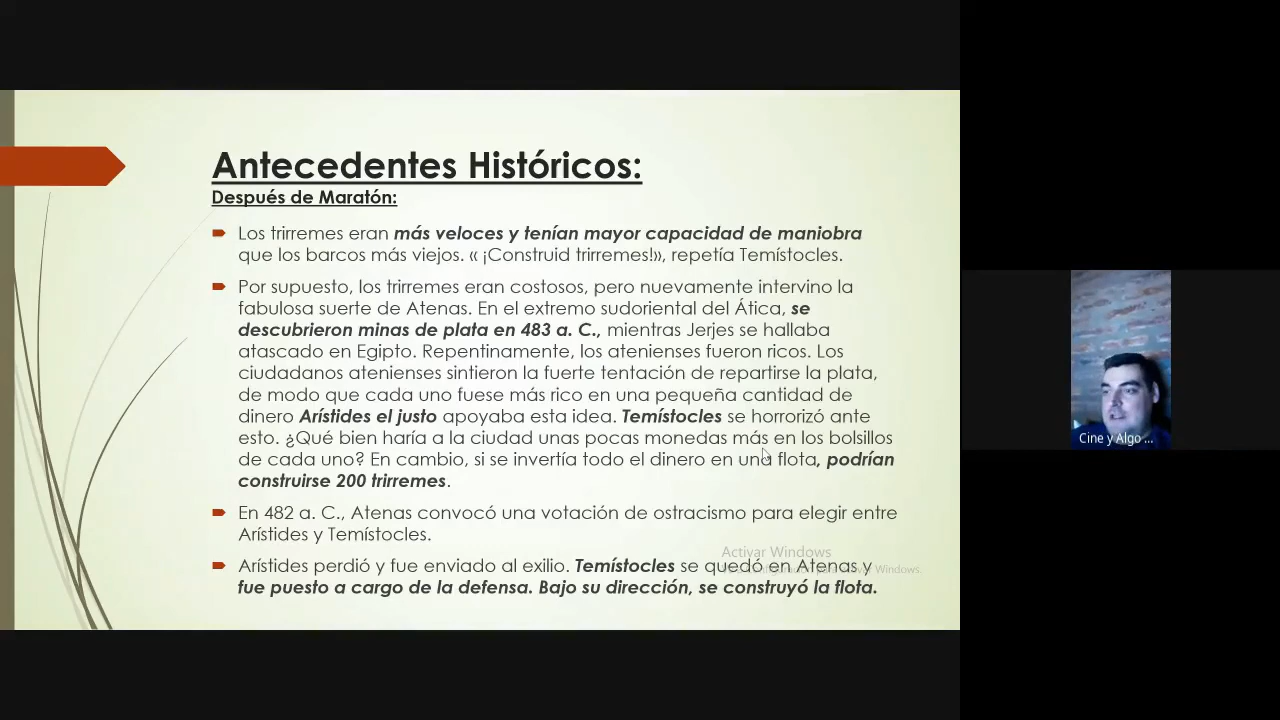 Antecedentes Históricos:
Después de Maratón:
Los trirremes eran más veloces y tenían mayor capacidad de maniobra
que los barcos más viejos. « ¡Construid trirremes!», repetía Temístocles.
Por supuesto, los trirremes eran costosos, pero nuevamente intervino la
fabulosa suerte de Atenas. En el extremo sudoriental del Ática, se
descubrieron minas de plata en 483 a. C., mientras Jerjes se hallaba
atascado en Egipto. Repentinamente, los atenienses fueron ricos. Los
ciudadanos atenienses sintieron la fuerte tentación de repartirse la plata,
de modo que cada uno fuese más rico en una pequeña cantidad de
dinero Arístides el justo apoyaba esta idea. Temístocles se horrorizó ante
esto. ¿Qué bien haría a la ciudad unas pocas monedas más en los bolsillos
de cada uno? En cambio, si se invertía todo el dinero en una flota, podrían
construirse 200 trirremes.
En 482 a. C., Atenas convocó una votación de ostracismo para elegir entre
Arístides y Temístocles.
Arístides perdió y fue enviado al exilio. Temístocles se quedó en Atenas y
fue puesto a cargo de la defensa. Bajo su dirección, se construyó la flota.
Activar Windows
Windows.
Cine y Algo ...